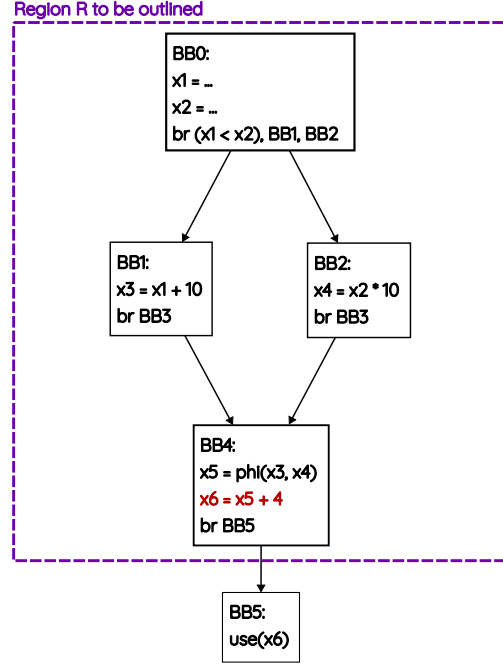 Region R to be outlined
BB0:
x1 = ...
x2 = ...
br (x1 < x2), BB1, BB2
BB1:
x3 = x1 + 10
br BB3
BB2:
x4 = x2 * 10
br BB3
BB4:
x5 = phi(x3, x4)
x6 = x5 + 4
br BB5
BB5:
use(x6)